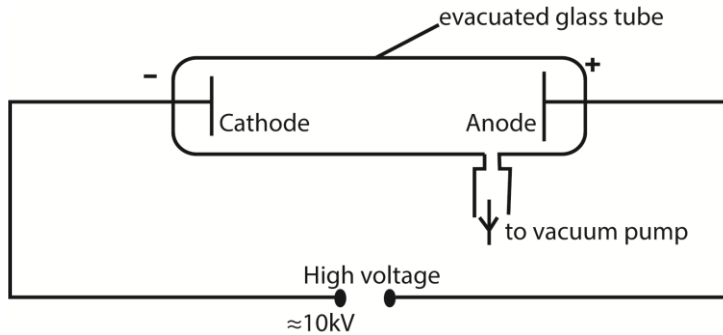 evacuated glass tube
–
+
Cathode
Anode
to vacuum pump
High voltage
≈10kV